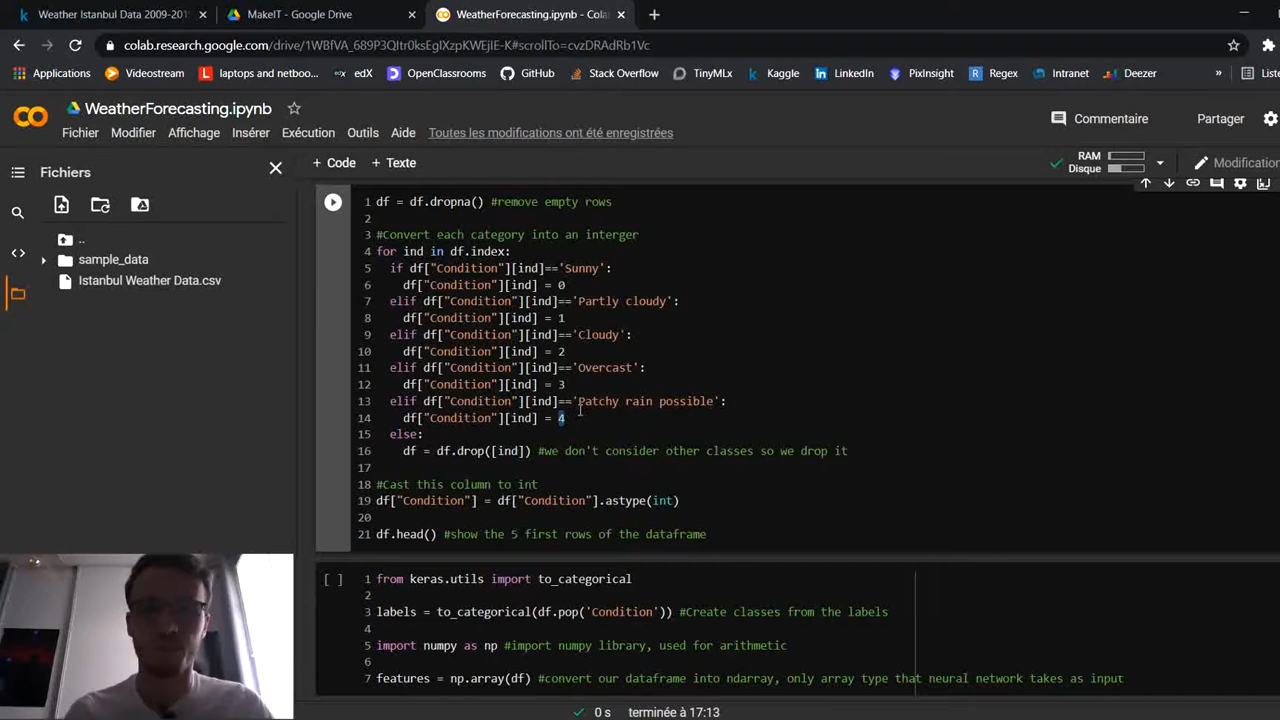 Weather Istanbul Data 2009-201
MakeIT - Google Drive
WeatherForecasting.ipynb - Colab
colab.research.google.com/drive/1WBfVA_689P3QItr0ksEgIXzpKWEJIE-K#scrollTo=cvzDRAdRb1Vc
Applications
Videostream
laptops and netboo...
edX
OpenClassrooms
GitHub
Stack Overflow
TinyMLx
Kaggle
LinkedIn
PixInsight
Regex
Intranet
Deezer
»
Liste
WeatherForecasting.ipynb
Fichier Modifier Affichage Insérer Exécution Outils Aide Toutes les modifications ont été enregistrées
Commentaire
Partager
Fichiers
+ Code + Texte
RAM
Disque
Modification
..
sample_data
Istanbul Weather Data.csv
1 df = df.dropna() #remove empty rows
2
3 #Convert each category into an interger
4 for ind in df.index:
5 if df["Condition"][ind]=='Sunny':
6 df["Condition"][ind] = 0
7 elif df["Condition"][ind]=='Partly cloudy':
8 df["Condition"][ind] = 1
9 elif df["Condition"][ind]=='Cloudy':
10 df["Condition"][ind] = 2
11 elif df["Condition"][ind]=='Overcast':
12 df["Condition"][ind] = 3
13 elif df["Condition"][ind]=='Patchy rain possible':
14 df["Condition"][ind] = 4
15 else:
16 df = df.drop([ind]) #we don't consider other classes so we drop it
17
18 #Cast this column to int
19 df["Condition"] = df["Condition"].astype(int)
20
21 df.head() #show the 5 first rows of the dataframe
[ ] 1 from keras.utils import to_categorical
2
3 labels = to_categorical(df.pop('Condition')) #Create classes from the labels
4
5 import numpy as np #import numpy library, used for arithmetic
6
7 features = np.array(df) #convert our dataframe into ndarray, only array type that neural network takes as input
0 s terminée à 17:13